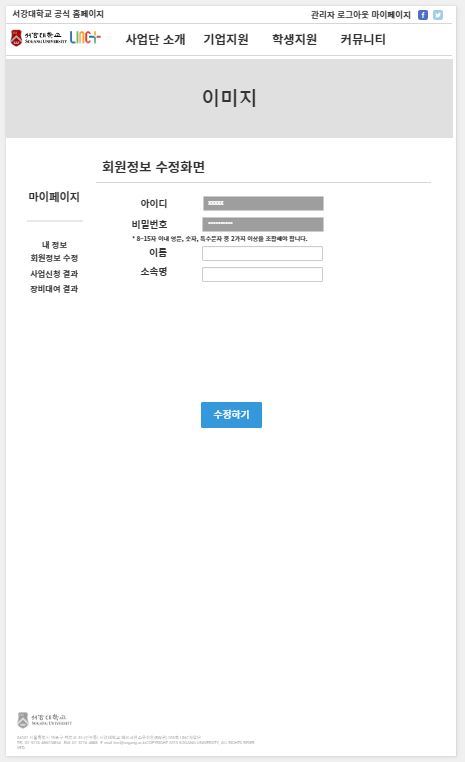 서강대학교 공식 홈페이지
관리자 로그아웃 마이페이지
서강대학교
SOGANG UNIVERSITY
LINC+
사업단 소개 기업지원 학생지원 커뮤니티
이미지
회원정보 수정화면
마이페이지
내 정보
회원정보 수정
사업신청 결과
장비대여 결과
아이디 xxxxx
비밀번호 **********
* 8~15자 이내 영문, 숫자, 특수문자 중 2가지 이상을 조합해야 합니다.
이름
소속명
수정하기
서강대학교
SOGANG UNIVERSITY